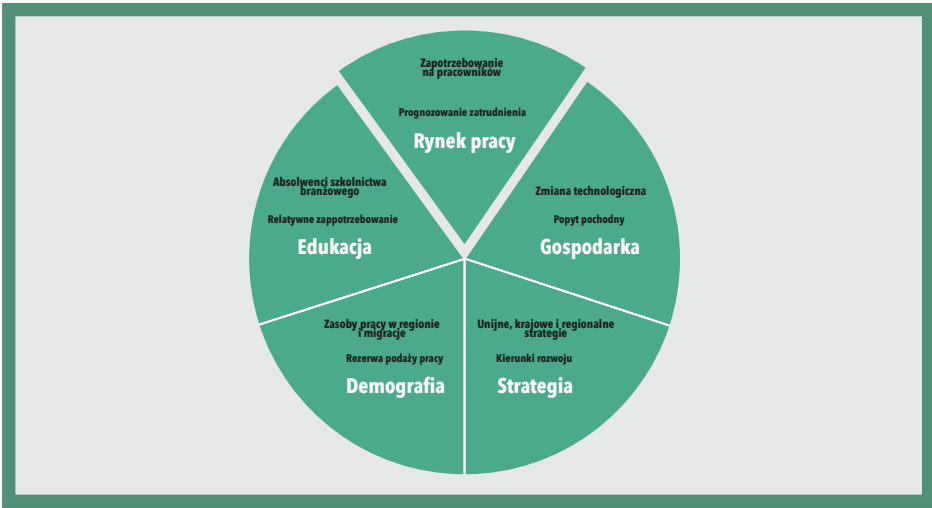 Zapotrzebowanie
na pracowników
Prognozowanie zatrudnienia
Rynek pracy
Absolwenci szkolnictwa
branżowego
Relatywne zappotrzebowanie
Edukacja
Zmiana technologiczna
Popyt pochodny
Gospodarka
Zasoby pracy w regionie
i migracje
Rezerwa podaży pracy
Demografia
Unijne, krajowe i regionalne
strategie
Kierunki rozwoju
Strategia